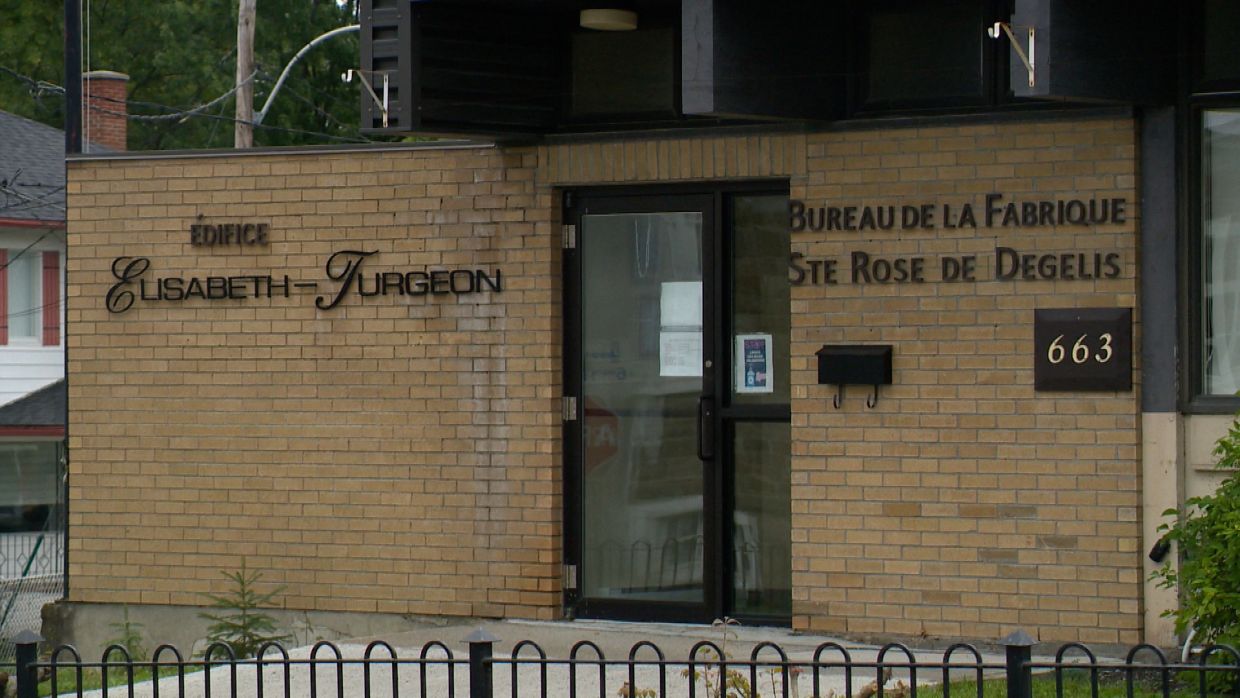 ÉDIFICE
ELISABETH-TURGEON
BUREAU DE LA FABRIQUE
STE ROSE DE DEGELIS
663